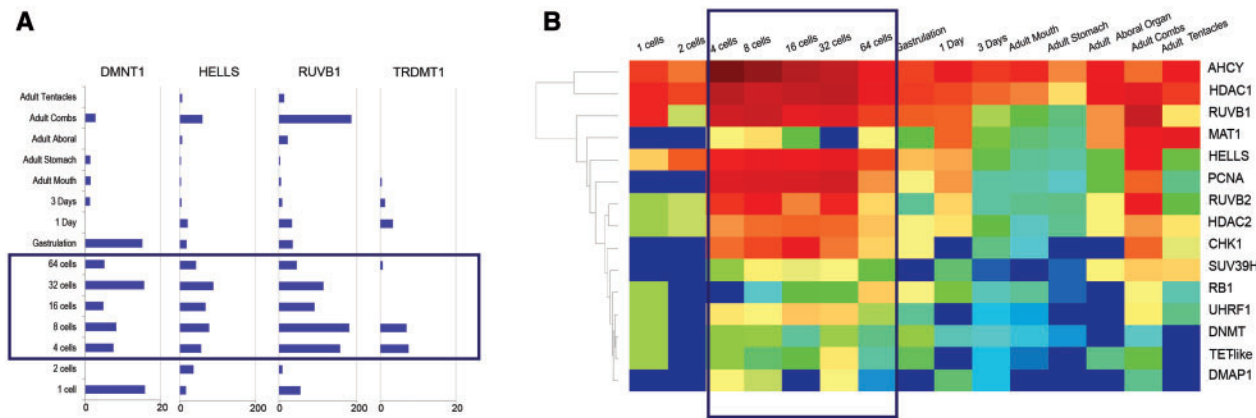 A
DMNT1 HELLS RUVB1 TRDMT1
Adult Tentacles
Adult Combs
Adult Aboral
Adult Stomach
Adult Mouth
3 Days
1 Day
Gastrulation
64 cells
32 cells
16 cells
8 cells
4 cells
2 cells
1 cell
0 20 0 200 0 200 0 20
B
1 cells 2 cells 4 cells 8 cells 16 cells 32 cells 64 cells Gastrulation 1 Day 3 Days Adult Mouth Adult Stomach Adult Aboral Organ Adult Combs Adult Tentacles
AHCY
HDAC1
RUVB1
MAT1
HELLS
PCNA
RUVB2
HDAC2
CHK1
SUV39H
RB1
UHRF1
DNMT
TET-like
DMAP1